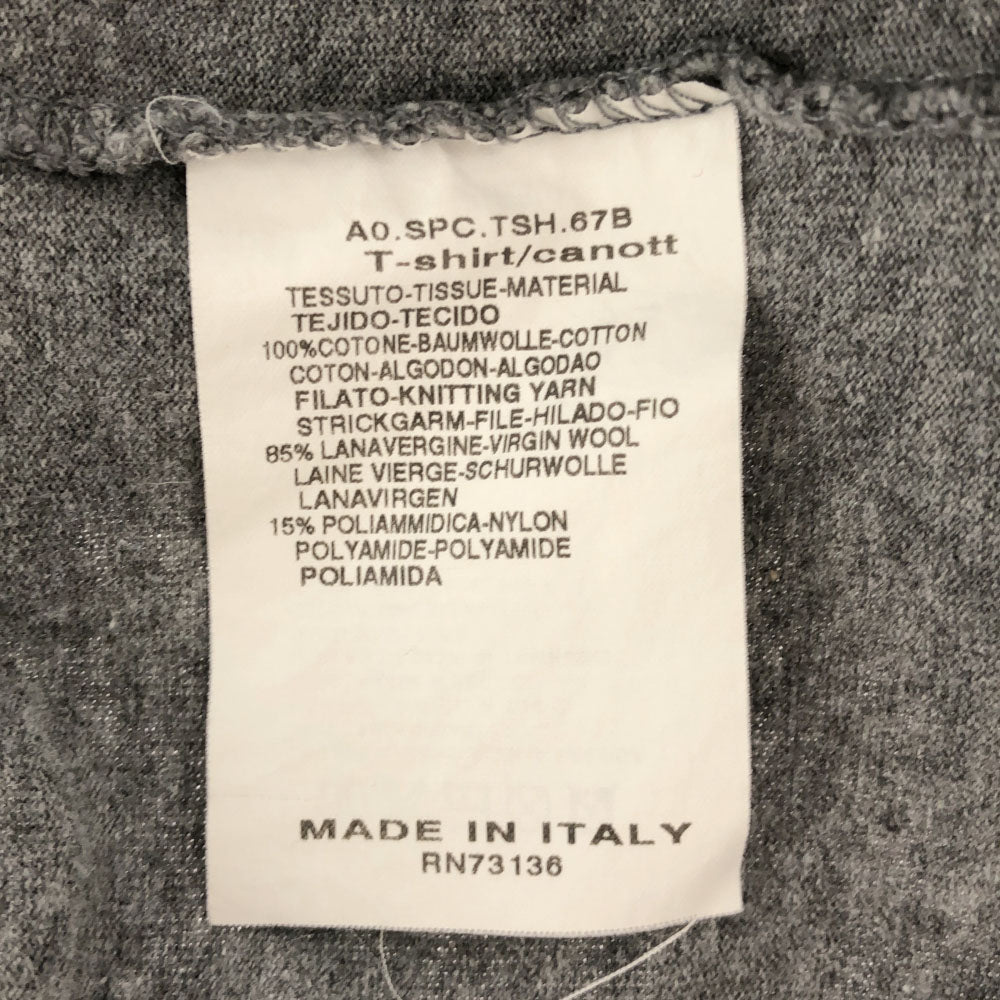 A0.SPC.TSH.67B
T-shirt/canott
TESSUTO-TISSUE-MATERIAL
TEJIDO-TECIDO
100%COTONE-BAUMWOLLE-COTTON
COTON-ALGODON-ALGODAO
FILATO-KNITTING YARN
STRICKGARM-FILE-HILADO-FIO
85% LANAVERGINE-VIRGIN WOOL
LAINE VIERGE-SCHURWOLLE
LANAVIRGEN
15% POLIAMMIDICA-NYLON
POLYAMIDE-POLYAMIDE
POLIAMIDA
MADE IN ITALY
RN73136